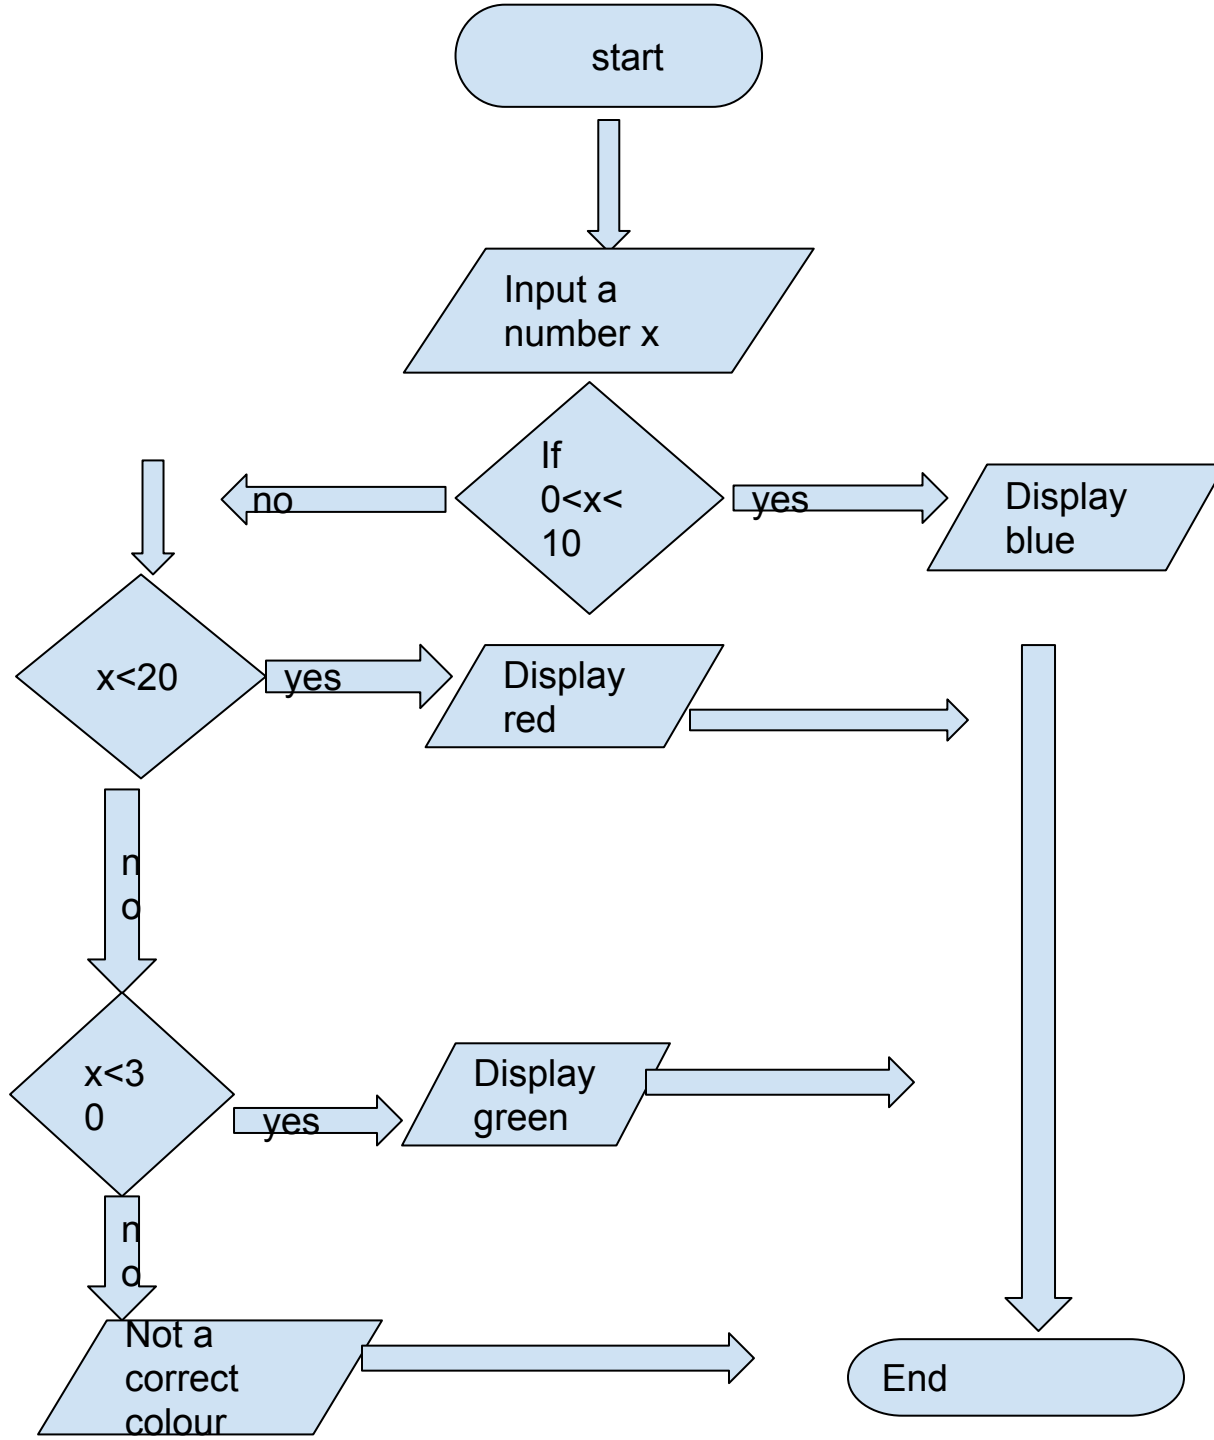 start
Input a
number x
If
0<x<
10
no
yes
Display
blue
x<20
yes
Display
red
n
o
x<3
0
yes
Display
green
n
o
Not a
correct
colour
End